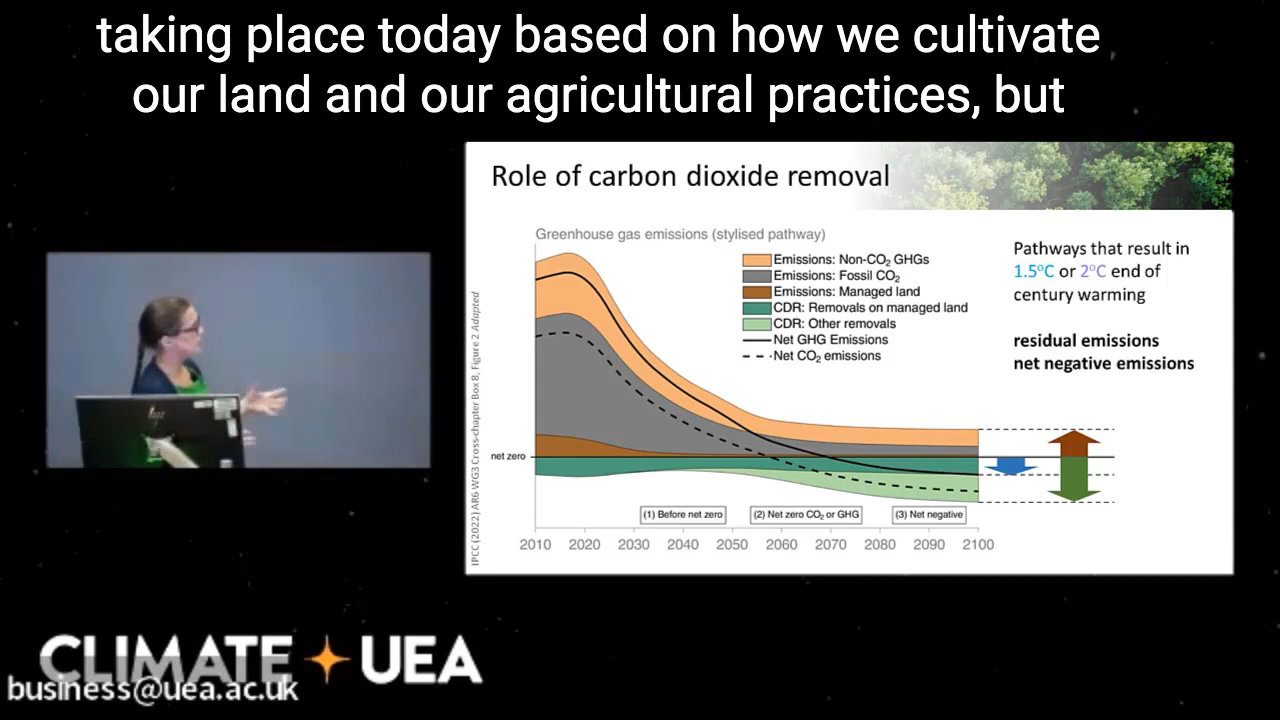 taking place today based on how we cultivate
our land and our agricultural practices, but
Role of carbon dioxide removal
Greenhouse gas emissions (stylised pathway)
Emissions: Non-CO₂ GHGs
Emissions: Fossil CO₂
Emissions: Managed land
CDR: Removals on managed land
CDR: Other removals
Net GHG Emissions
Net CO₂ emissions
Pathways that result in
1.5°C or 2°C end of
century warming
residual emissions
net negative emissions
IPCC (2022) AR6 WG3 Cross-chapter Box 8, Figure 2 Adapted
net zero
(1) Before net zero
(2) Net zero CO₂ or GHG
(3) Net negative
2010 2020 2030 2040 2050 2060 2070 2080 2090 2100
hp
CLIMATE UEA
business@uea.ac.uk